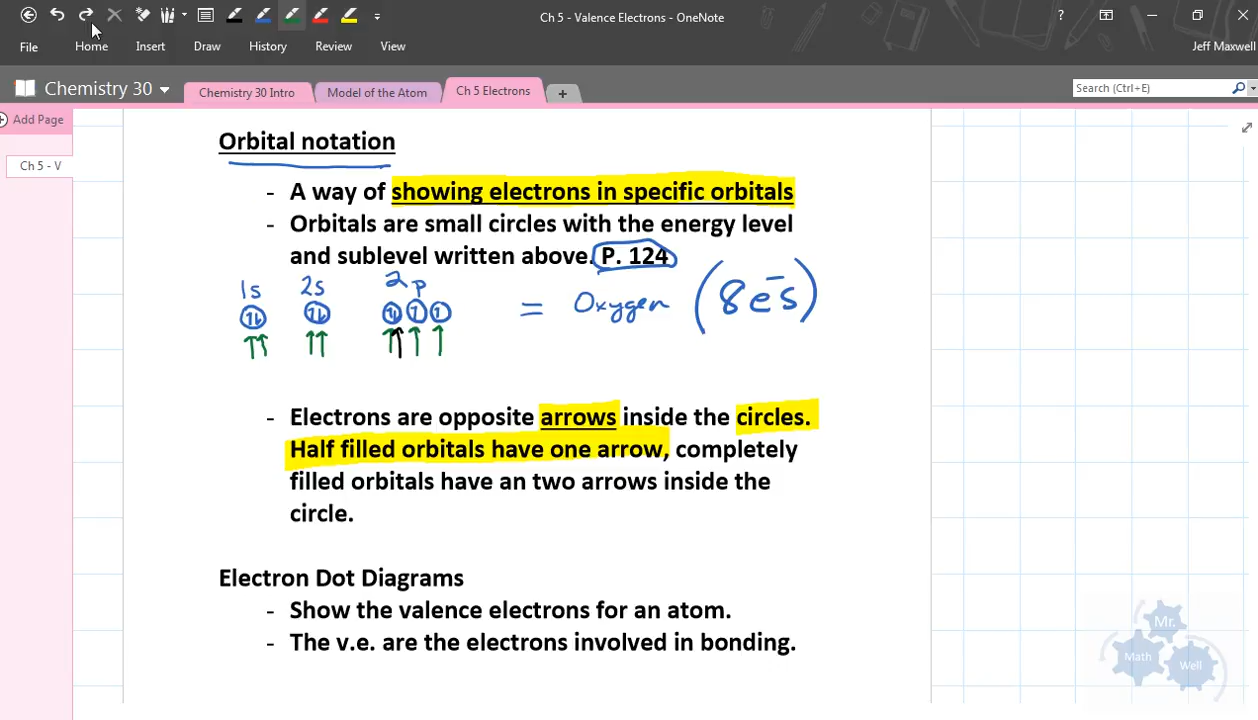 Ch 5 - Valence Electrons - OneNote
?
File
Home
Insert
Draw
History
Review
View
Jeff Maxwell
Chemistry 30
Chemistry 30 Intro
Model of the Atom
Ch 5 Electrons
Search (Ctrl+E)
Add Page
Ch 5 - V
Orbital notation
- A way of showing electrons in specific orbitals
- Orbitals are small circles with the energy level
and sublevel written above. P. 124
1s 2s 2p
= Oxygen (8e⁻s)
- Electrons are opposite arrows inside the circles.
Half filled orbitals have one arrow, completely
filled orbitals have an two arrows inside the
circle.
Electron Dot Diagrams
- Show the valence electrons for an atom.
- The v.e. are the electrons involved in bonding.
Mr.
Math
Well